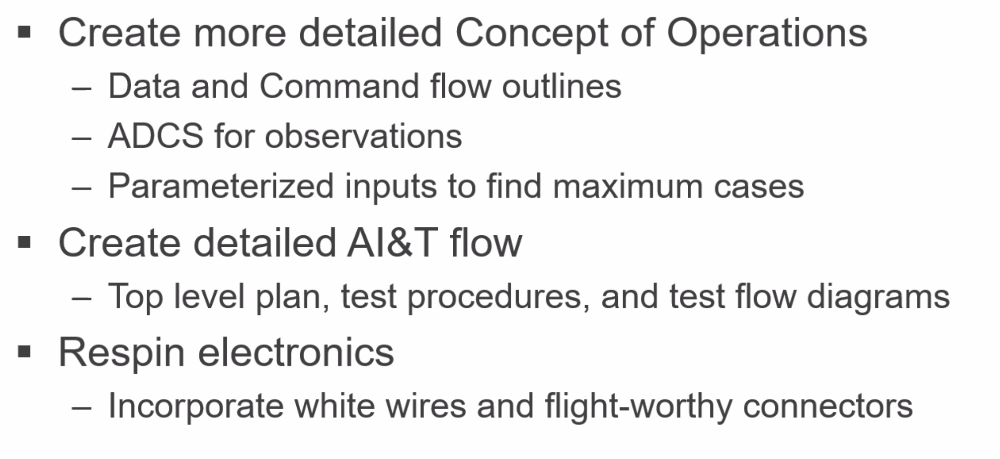 ▪ Create more detailed Concept of Operations
– Data and Command flow outlines
– ADCS for observations
– Parameterized inputs to find maximum cases
▪ Create detailed AI&T flow
– Top level plan, test procedures, and test flow diagrams
▪ Respin electronics
– Incorporate white wires and flight-worthy connectors